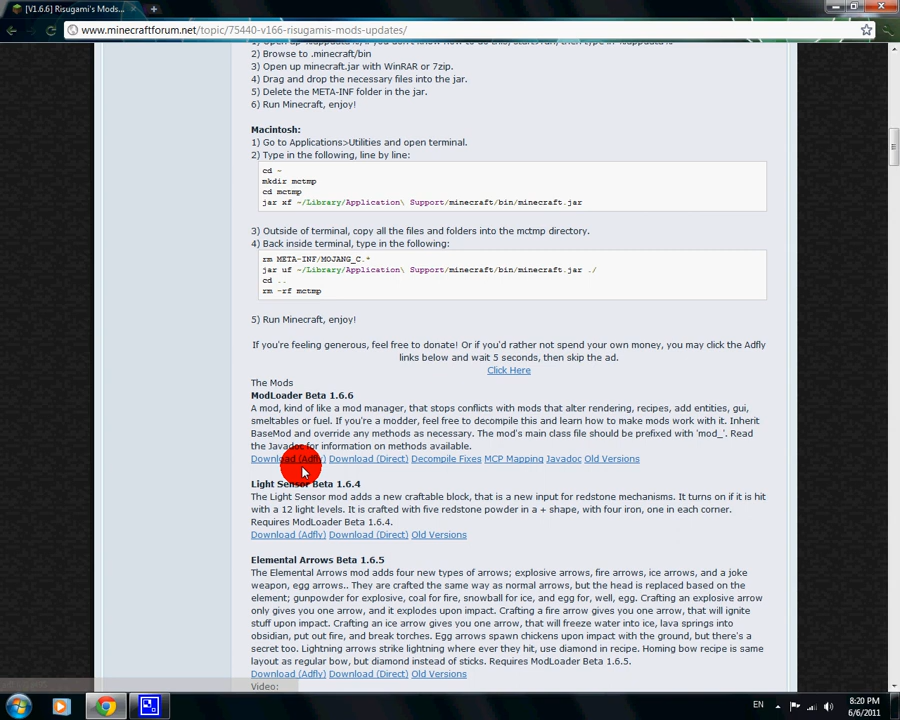 [V1.6.6] Risugami's Mods...
www.minecraftforum.net/topic/75440-v166-risugamis-mods-updates/
2) Browse to .minecraft/bin
3) Open up minecraft.jar with WinRAR or 7zip.
4) Drag and drop the necessary files into the jar.
5) Delete the META-INF folder in the jar.
6) Run Minecraft, enjoy!
Macintosh:
1) Go to Applications>Utilities and open terminal.
2) Type in the following, line by line:
cd ~
mkdir mctmp
cd mctmp
jar xf ~/Library/Application\ Support/minecraft/bin/minecraft.jar
3) Outside of terminal, copy all the files and folders into the mctmp directory.
4) Back inside terminal, type in the following:
rm META-INF/MOJANG_C.*
jar uf ~/Library/Application\ Support/minecraft/bin/minecraft.jar ./
cd ..
rm -rf mctmp
5) Run Minecraft, enjoy!
If you're feeling generous, feel free to donate! Or if you'd rather not spend your own money, you may click the Adfly
links below and wait 5 seconds, then skip the ad.
Click Here
The Mods
ModLoader Beta 1.6.6
A mod, kind of like a mod manager, that stops conflicts with mods that alter rendering, recipes, add entities, gui,
smeltables or fuel. If you're a modder, feel free to decompile this and learn how to make mods work with it. Inherit
BaseMod and override any methods as necessary. The mod's main class file should be prefixed with 'mod_'. Read
the Javadoc for information on methods available.
Download (Adfly) Download (Direct) Decompile Fixes MCP Mapping Javadoc Old Versions
Light Sensor Beta 1.6.4
The Light Sensor mod adds a new craftable block, that is a new input for redstone mechanisms. It turns on if it is hit
with a 12 light levels. It is crafted with five redstone powder in a + shape, with four iron, one in each corner.
Requires ModLoader Beta 1.6.4.
Download (Adfly) Download (Direct) Old Versions
Elemental Arrows Beta 1.6.5
The Elemental Arrows mod adds four new types of arrows; explosive arrows, fire arrows, ice arrows, and a joke
weapon, egg arrows.. They are crafted the same way as normal arrows, but the head is replaced based on the
element; gunpowder for explosive, coal for fire, snowball for ice, and egg for, well, egg. Crafting an explosive arrow
only gives you one arrow, and it explodes upon impact. Crafting a fire arrow gives you one arrow, that will ignite
stuff upon impact. Crafting an ice arrow gives you one arrow, that will freeze water into ice, lava springs into
obsidian, put out fire, and break torches. Egg arrows spawn chickens upon impact with the ground, but there's a
secret too. Lightning arrows strike lightning where ever they hit, use diamond in recipe. Homing bow recipe is same
layout as regular bow, but diamond instead of sticks. Requires ModLoader Beta 1.6.5.
Download (Adfly) Download (Direct) Old Versions
Video:
EN
8:20 PM
6/6/2011